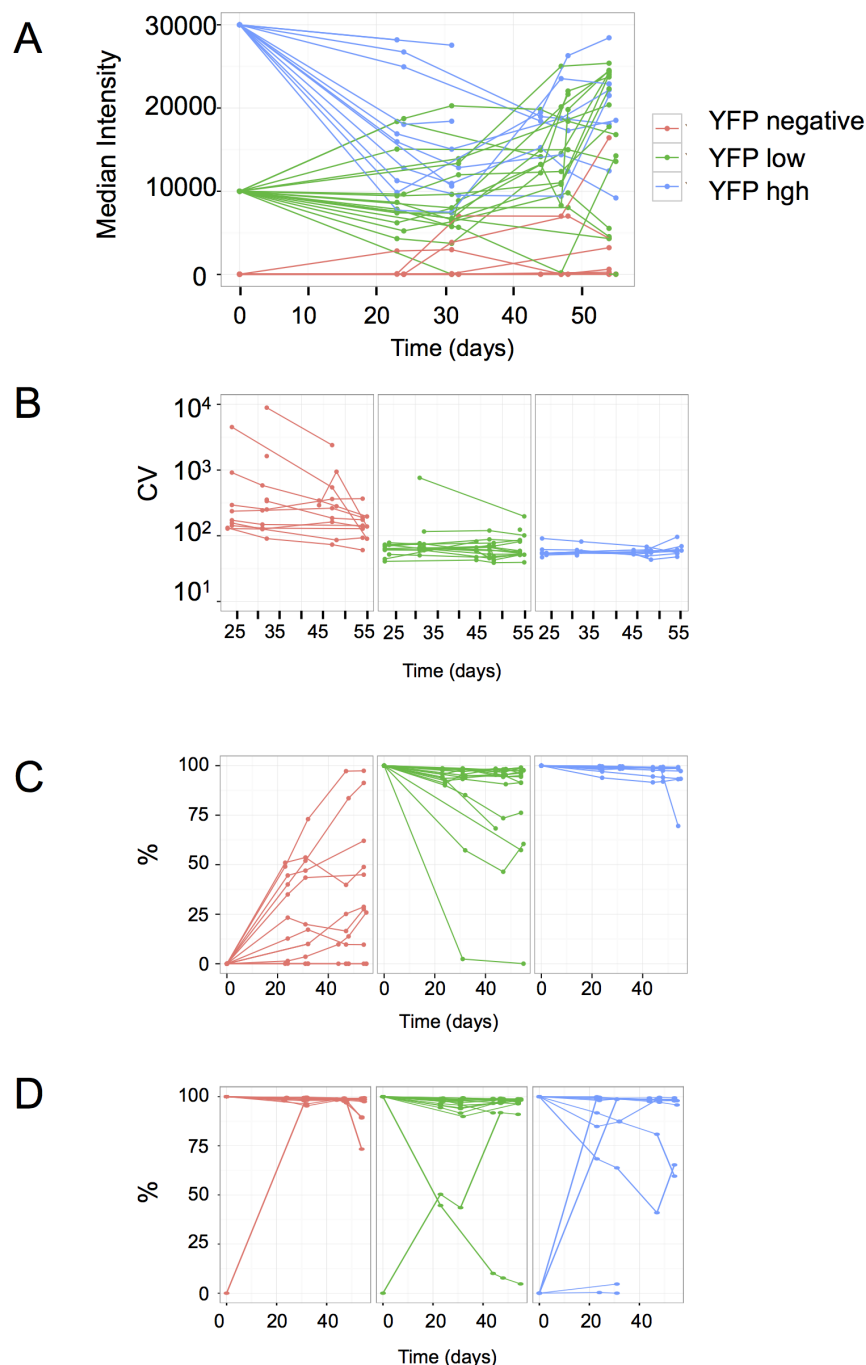 A
Median Intensity
30000
20000
10000
0
0 10 20 30 40 50
Time (days)
YFP negative
YFP low
YFP hgh
B
CV
10⁴
10³
10²
10¹
25 35 45 55 25 35 45 55 25 35 45 55
Time (days)
C
%
100
75
50
25
0
0 20 40 0 20 40 0 20 40
Time (days)
D
%
100
75
50
25
0
0 20 40 0 20 40 0 20 40
Time (days)